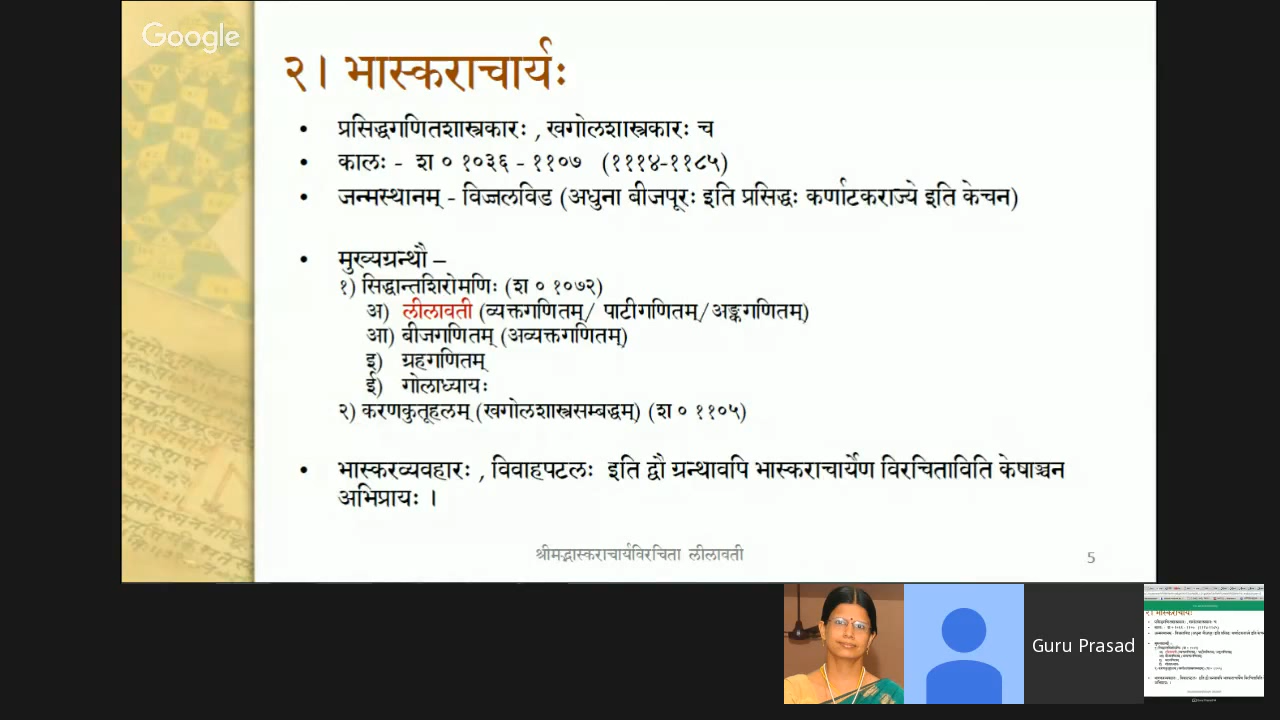 Google
२। भास्कराचार्यः
• प्रसिद्धगणितशास्त्रकारः , खगोलशास्त्रकारः च
• कालः - श ० १०३६ - ११०७ (१११४-११८५)
• जन्मस्थानम् - विज्जलविड (अधुना बीजपूरः इति प्रसिद्धः कर्णाटकराज्ये इति केचन)
• मुख्यग्रन्थौ –
१) सिद्धान्तशिरोमणिः (श ० १०७२)
अ) लीलावती (व्यक्तगणितम्/ पाटीगणितम्/अङ्कगणितम्)
आ) बीजगणितम् (अव्यक्तगणितम्)
इ) ग्रहगणितम्
ई) गोलाध्यायः
२) करणकुतूहलम् (खगोलशास्त्रसम्बद्धम्) (श ० ११०५)
• भास्करव्यवहारः , विवाहपटलः इति द्वौ ग्रन्थावपि भास्कराचार्येण विरचिताविति केषाञ्चन
अभिप्रायः ।
श्रीमद्भास्कराचार्यविरचिता लीलावती
5
Guru Prasad